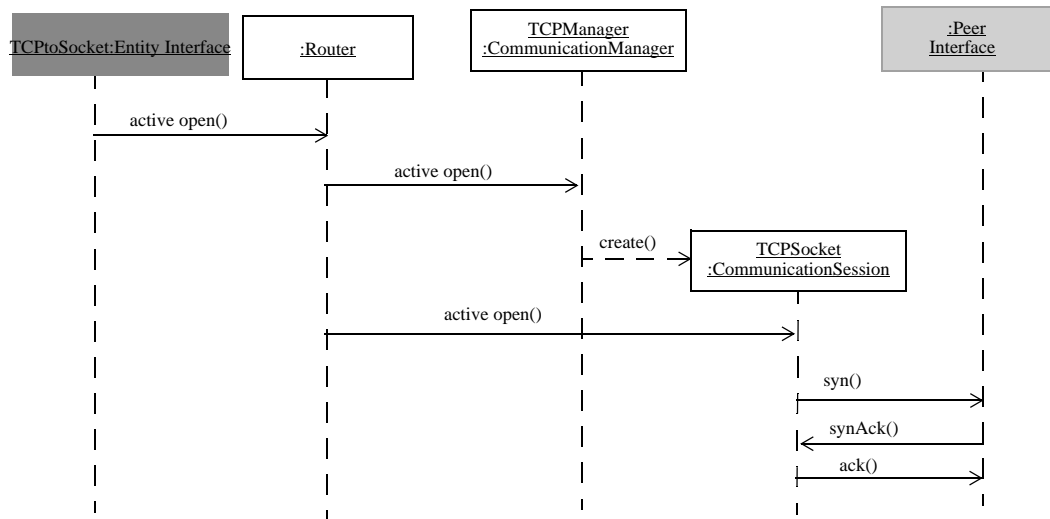 TCPtoSocket:Entity Interface
:Router
TCPManager
:CommunicationManager
:Peer
Interface
active open()
active open()
create()
TCPSocket
:CommunicationSession
active open()
syn()
synAck()
ack()